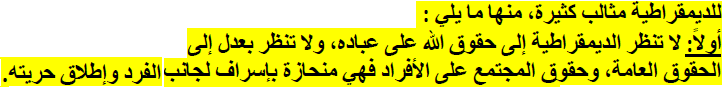 للديمقراطية مثالب كثيرة، منها ما يلي :
أولاً: لا تنظر الديمقراطية إلى حقوق الله على عباده، ولا تنظر بعدل إلى
الحقوق العامة، وحقوق المجتمع على الأفراد فهي منحازة بإسراف لجانب الفرد وإطلاق حريته.